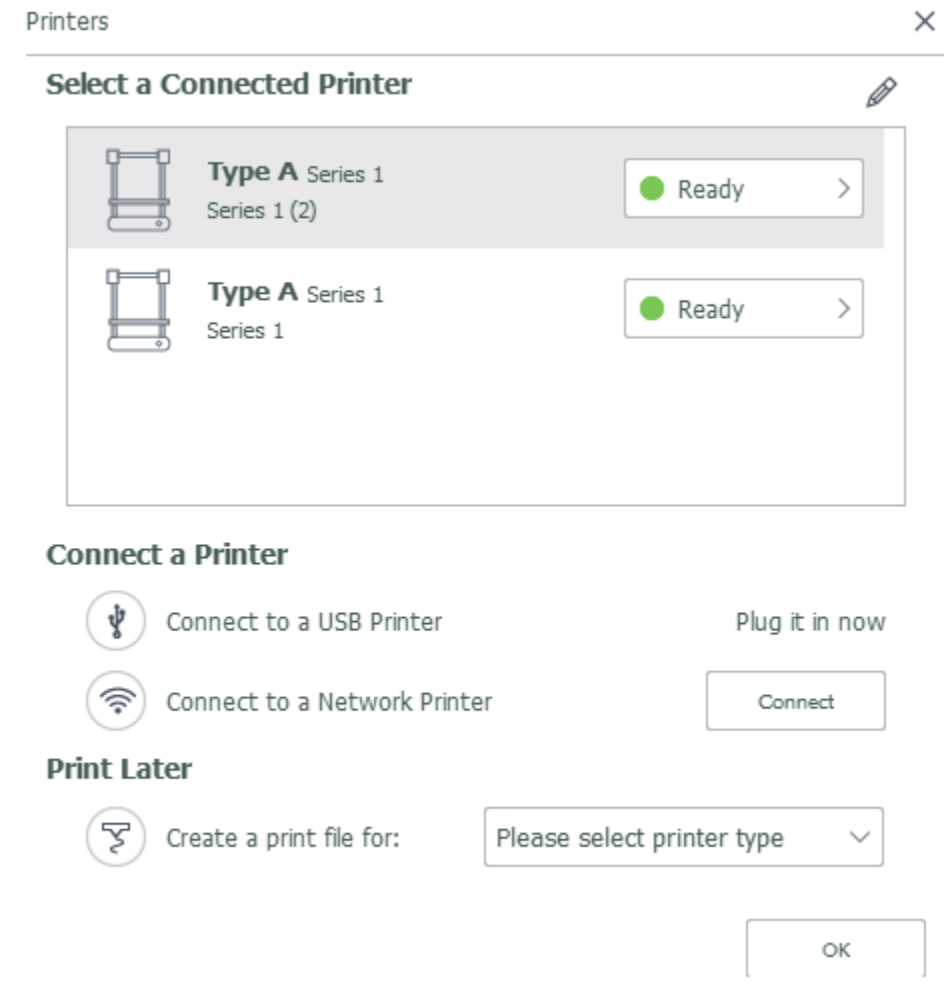 Printers
Select a Connected Printer
Type A Series 1
Series 1 (2)
Ready
Type A Series 1
Series 1
Ready
Connect a Printer
Connect to a USB Printer
Plug it in now
Connect to a Network Printer
Connect
Print Later
Create a print file for:
Please select printer type
OK